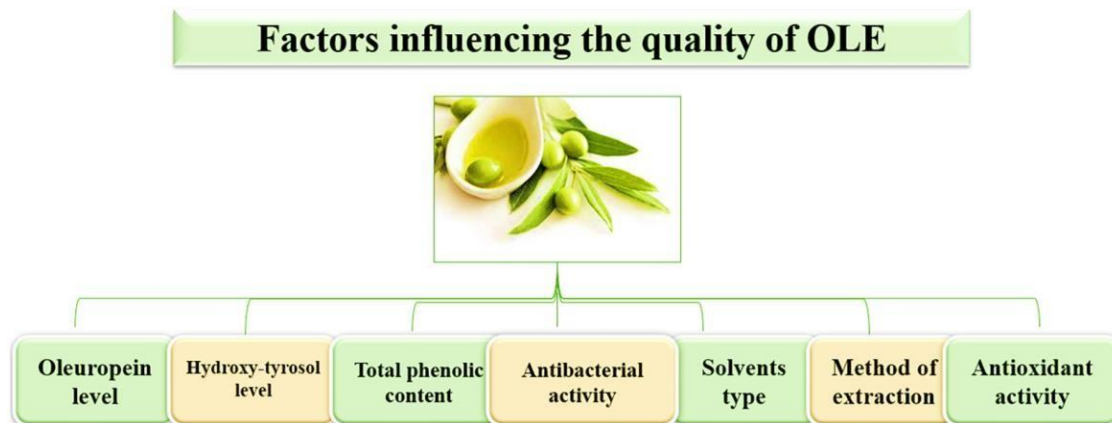 Factors influencing the quality of OLE
Oleuropein
level
Hydroxy-tyrosol
level
Total phenolic
content
Antibacterial
activity
Solvents
type
Method of
extraction
Antioxidant
activity